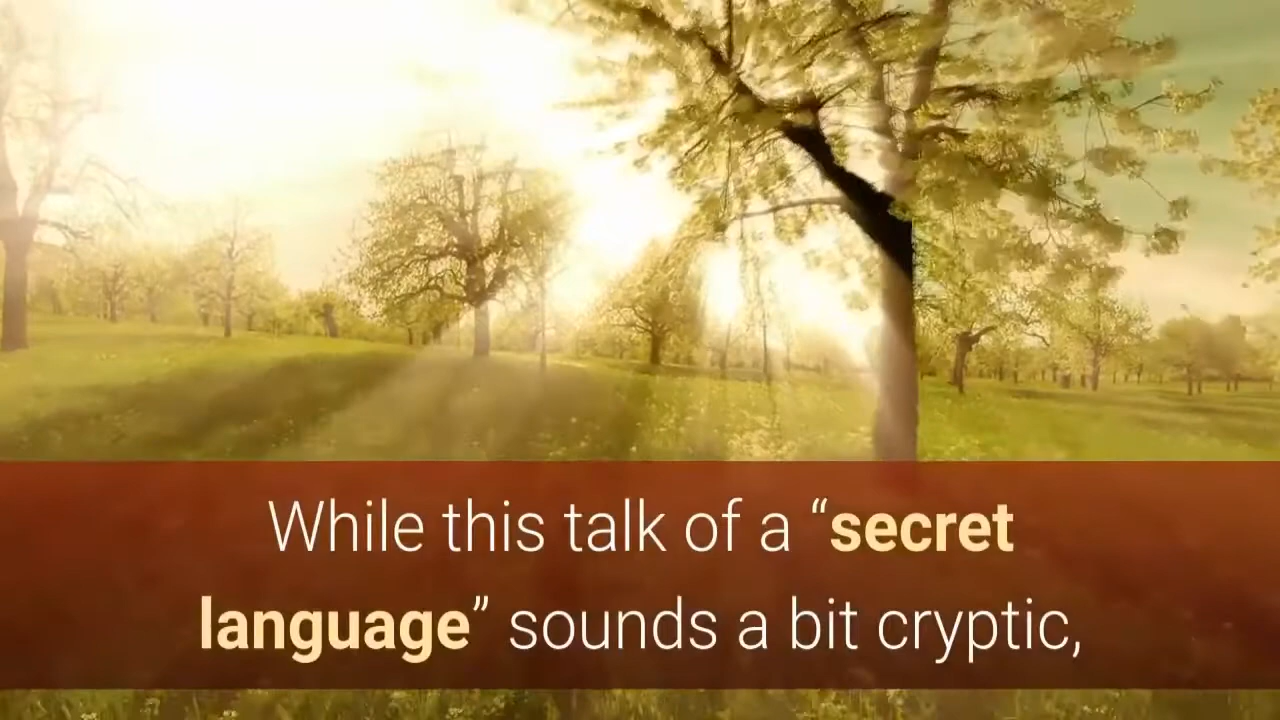 While this talk of a “secret
language” sounds a bit cryptic,